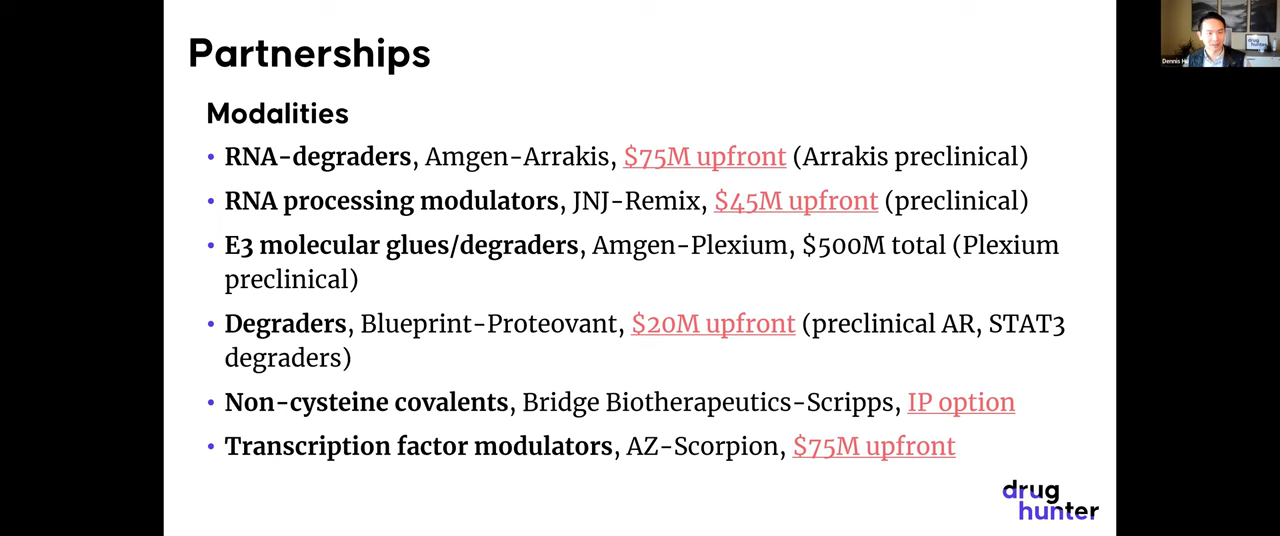 Partnerships
Modalities
• RNA-degraders, Amgen-Arrakis, $75M upfront (Arrakis preclinical)
• RNA processing modulators, JNJ-Remix, $45M upfront (preclinical)
• E3 molecular glues/degraders, Amgen-Plexium, $500M total (Plexium
preclinical)
• Degraders, Blueprint-Proteovant, $20M upfront (preclinical AR, STAT3
degraders)
• Non-cysteine covalents, Bridge Biotherapeutics-Scripps, IP option
• Transcription factor modulators, AZ-Scorpion, $75M upfront
drug
hunter
drug
hunter
Dennis